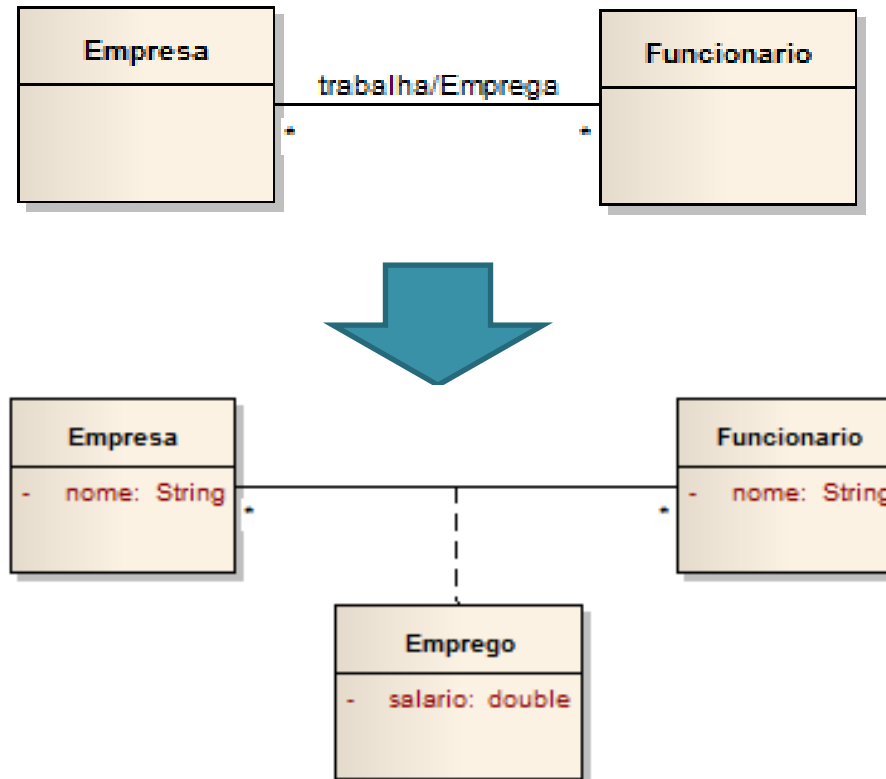 Empresa
Funcionario
trabalha/Emprega
*
*
Empresa
Funcionario
- nome: String
- nome: String
*
*
Emprego
- salario: double